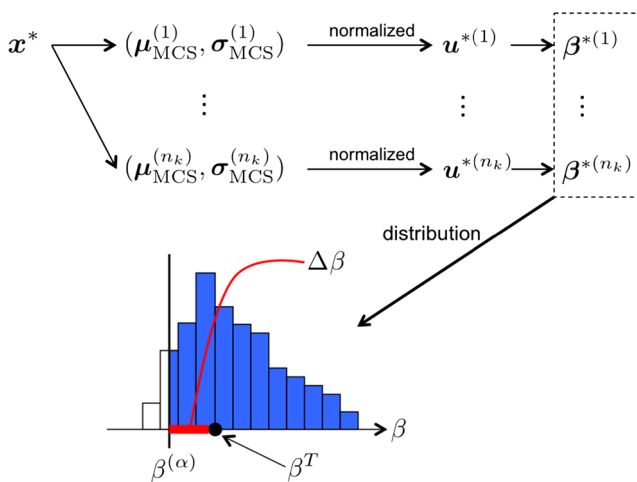 x* (μ_MCS^(1), σ_MCS^(1)) normalized u*(1) β*(1)
⋮ ⋮ ⋮
(μ_MCS^(n_k), σ_MCS^(n_k)) normalized u*(n_k) β*(n_k)
distribution
Δβ
β
β^(α) β^T